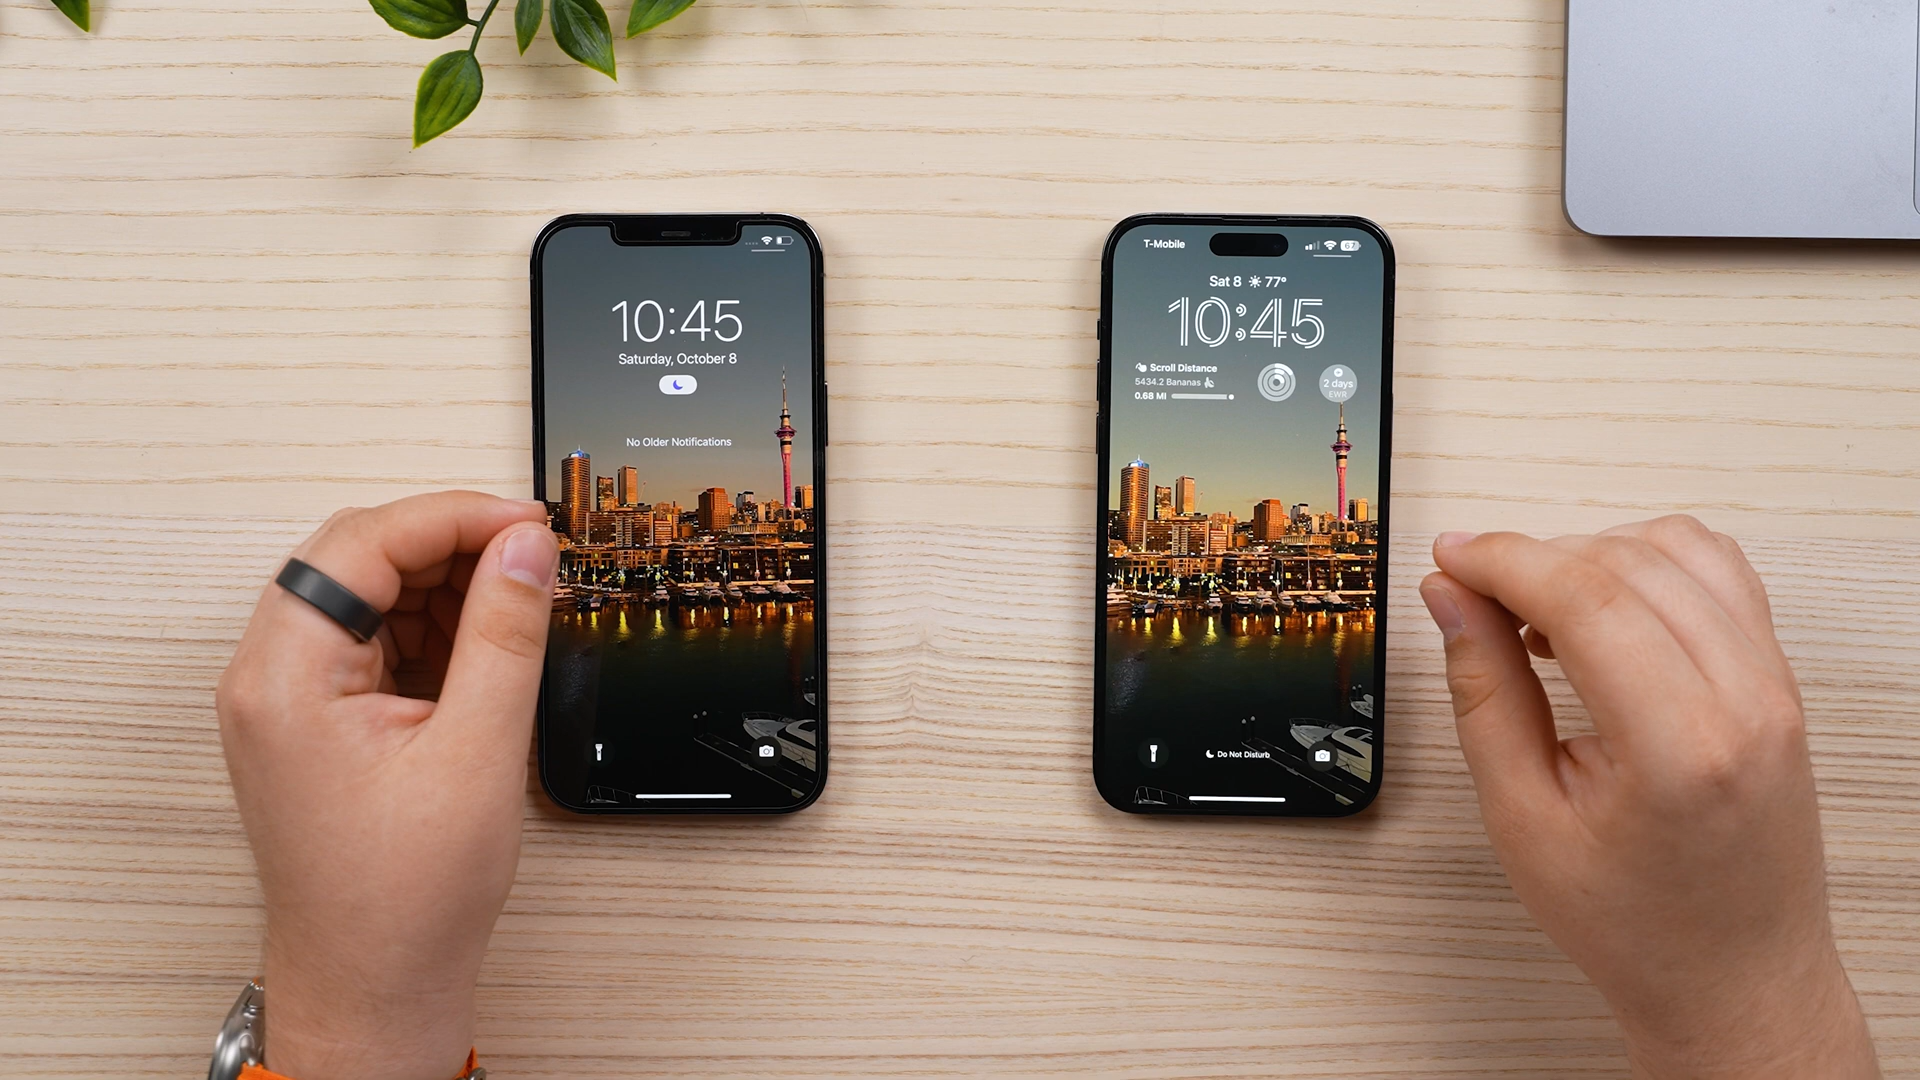 10:45
Saturday, October 8
No Older Notifications
T-Mobile
67
Sat 8 77°
10:45
Scroll Distance
5434.2 Bananas
0.68 MI
2 days
EWR
Do Not Disturb